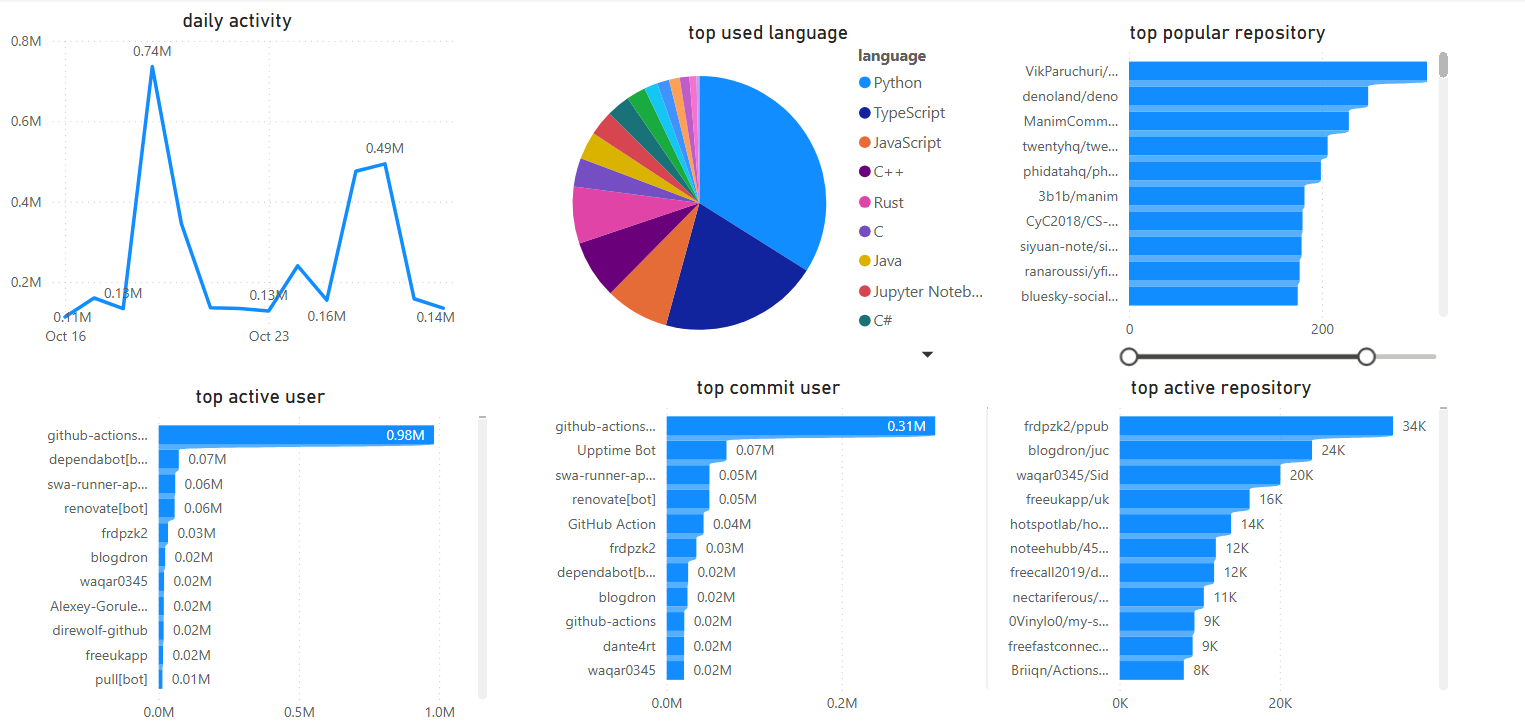 daily activity
0.8M
0.6M
0.4M
0.2M
0.74M
0.49M
0.11M
0.13M
0.13M
0.16M
0.14M
Oct 16
Oct 23
top used language
language
Python
TypeScript
JavaScript
C++
Rust
C
Java
Jupyter Noteb...
C#
top popular repository
VikParuchuri/...
denoland/deno
ManimComm...
twentyhq/twe...
phidatahq/ph...
3b1b/manim
CyC2018/CS-...
siyuan-note/si...
ranaroussi/yfi...
bluesky-social...
0
200
top active user
github-actions... 0.98M
dependabot[b... 0.07M
swa-runner-ap... 0.06M
renovate[bot] 0.06M
frdpzk2 0.03M
blogdron 0.02M
waqar0345 0.02M
Alexey-Gorule... 0.02M
direwolf-github 0.02M
freeukapp 0.02M
pull[bot] 0.01M
0.0M 0.5M 1.0M
top commit user
github-actions... 0.31M
Upptime Bot 0.07M
swa-runner-ap... 0.05M
renovate[bot] 0.05M
GitHub Action 0.04M
frdpzk2 0.03M
dependabot[b... 0.02M
blogdron 0.02M
github-actions 0.02M
dante4rt 0.02M
waqar0345 0.02M
0.0M 0.2M
top active repository
frdpzk2/ppub 34K
blogdron/juc 24K
waqar0345/Sid 20K
freeukapp/uk 16K
hotspotlab/ho... 14K
noteehubb/45... 12K
freecall2019/d... 12K
nectariferous/... 11K
0Vinylo0/my-s... 9K
freefastconnec... 9K
Briiqn/Actions... 8K
0K 20K